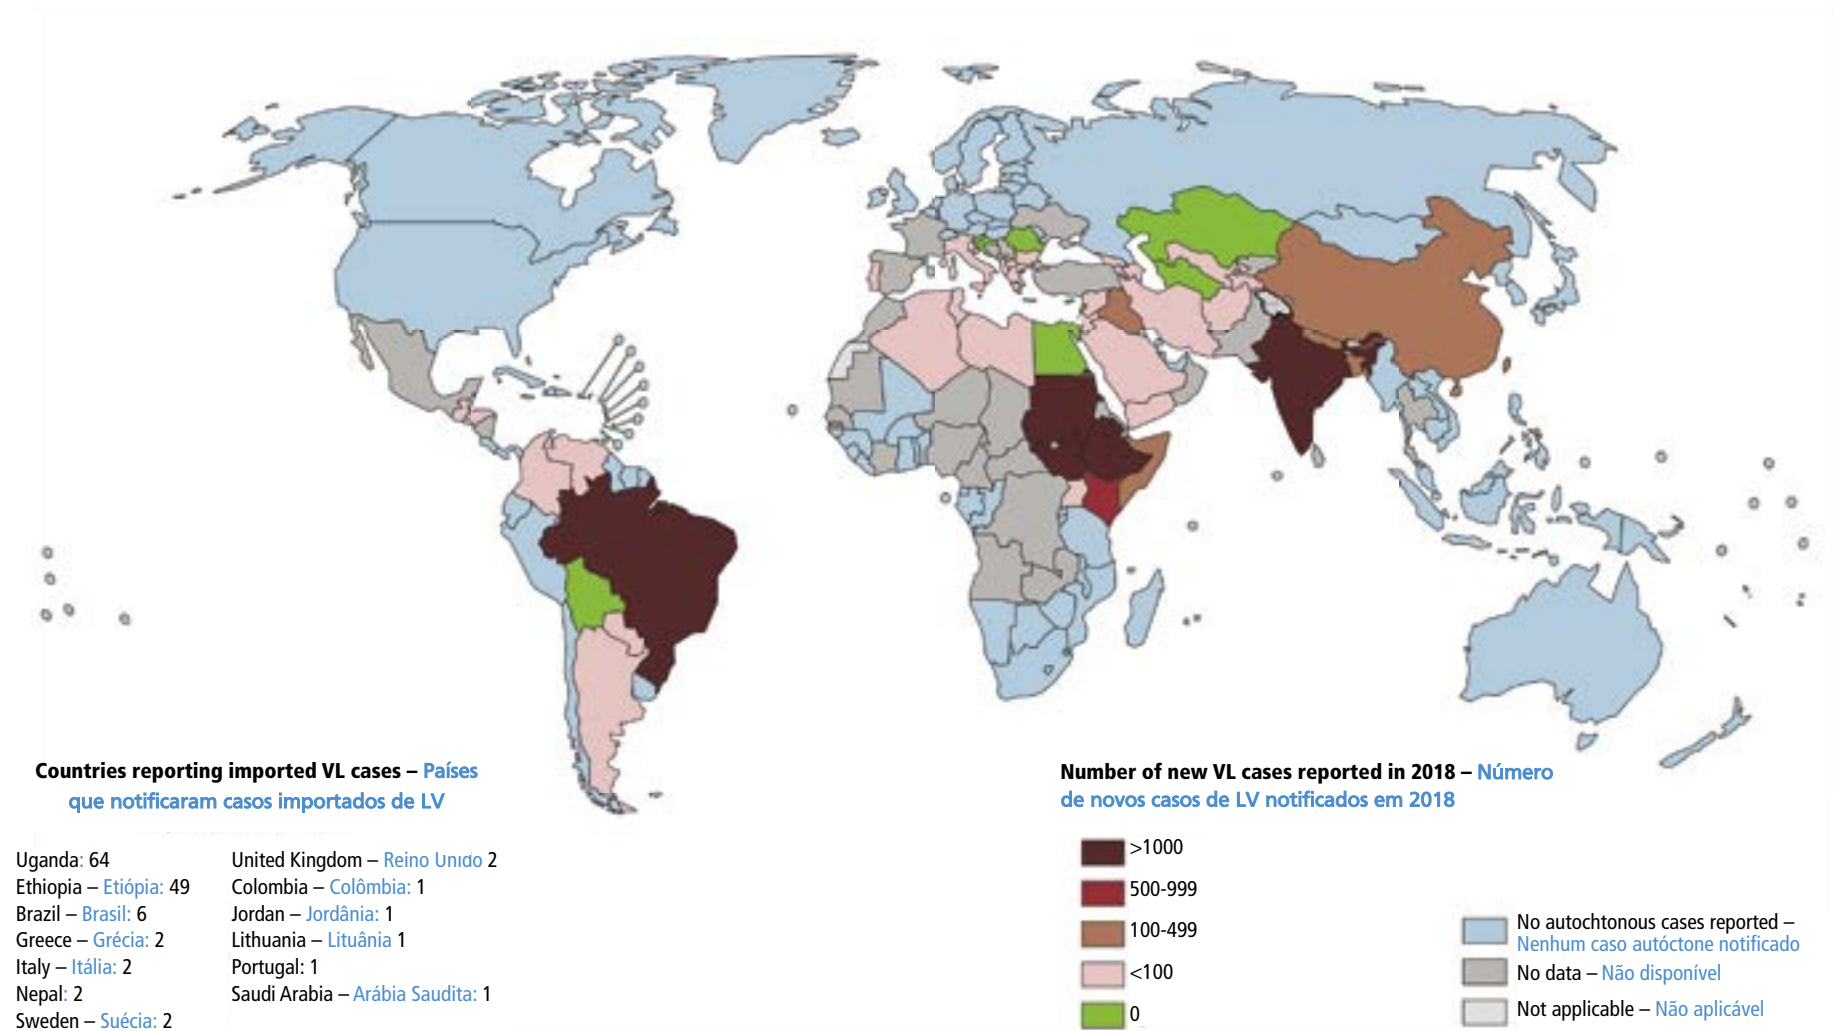 Countries reporting imported VL cases – Países
que notificaram casos importados de LV
Uganda: 64
Ethiopia – Etiópia: 49
Brazil – Brasil: 6
Greece – Grécia: 2
Italy – Itália: 2
Nepal: 2
Sweden – Suécia: 2
United Kingdom – Reino Unido 2
Colombia – Colômbia: 1
Jordan – Jordânia: 1
Lithuania – Lituânia 1
Portugal: 1
Saudi Arabia – Arábia Saudita: 1
Number of new VL cases reported in 2018 – Número
de novos casos de LV notificados em 2018
>1000
500-999
100-499
<100
0
No autochtonous cases reported –
Nenhum caso autóctone notificado
No data – Não disponível
Not applicable – Não aplicável